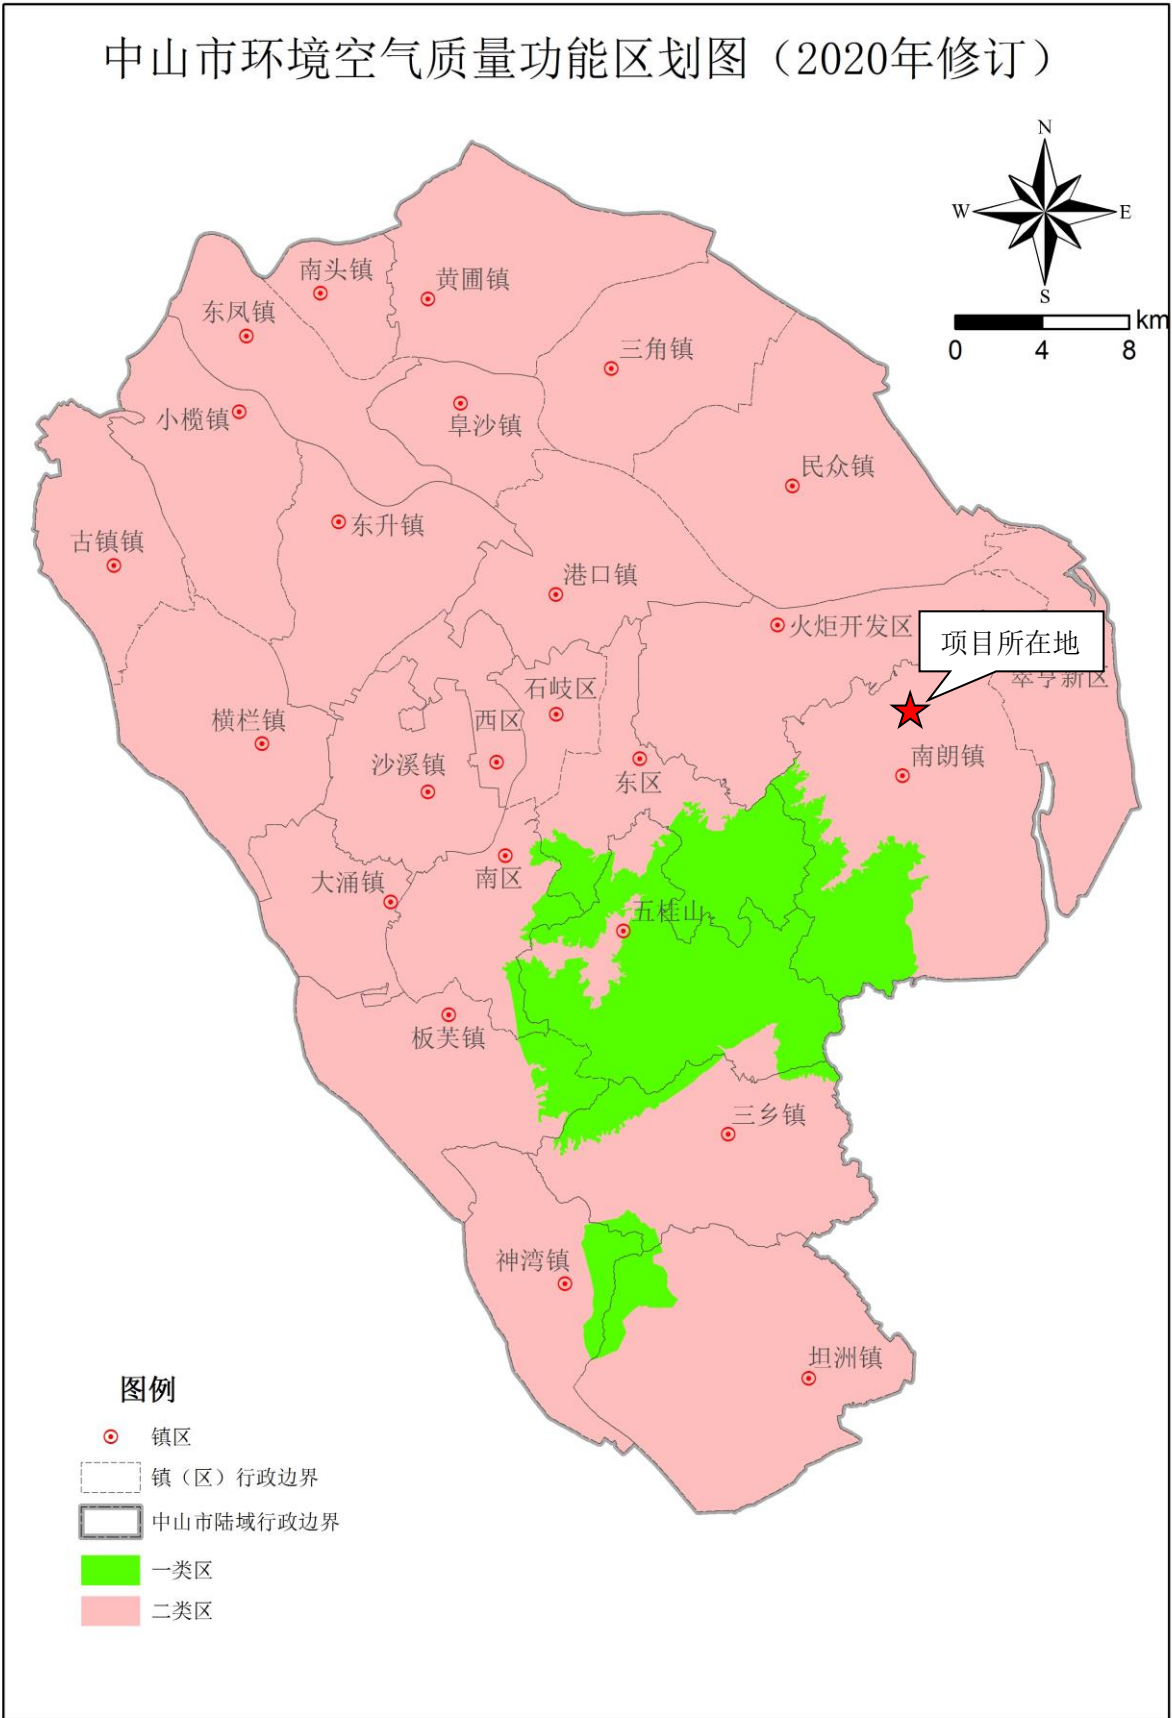 中山市环境空气质量功能区划图（2020年修订）
N
W
E
S
km
0
4
8
南头镇
黄圃镇
东凤镇
三角镇
小榄镇
阜沙镇
民众镇
东升镇
古镇镇
港口镇
火炬开发区
项目所在地
翠亨新区
石岐区
横栏镇
西区
沙溪镇
东区
南朗镇
南区
大涌镇
五桂山
板芙镇
三乡镇
神湾镇
坦洲镇
图例
镇区
镇（区）行政边界
中山市陆域行政边界
一类区
二类区